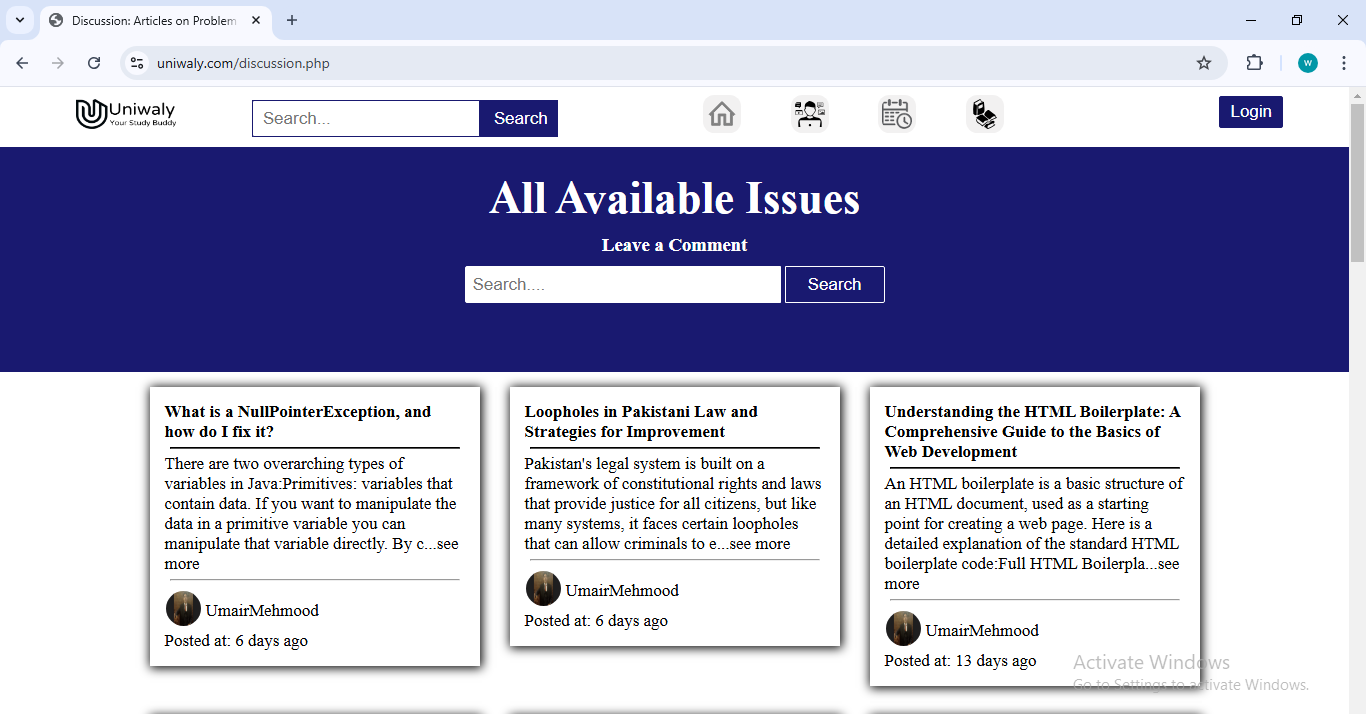 Discussion: Articles on Problem
uniwaly.com/discussion.php
W
Uniwaly
Your Study Buddy
Search...
Search
Login
All Available Issues
Leave a Comment
Search....
Search
What is a NullPointerException, and
how do I fix it?
There are two overarching types of
variables in Java:Primitives: variables that
contain data. If you want to manipulate the
data in a primitive variable you can
manipulate that variable directly. By c...see
more
UmairMehmood
Posted at: 6 days ago
Loopholes in Pakistani Law and
Strategies for Improvement
Pakistan's legal system is built on a
framework of constitutional rights and laws
that provide justice for all citizens, but like
many systems, it faces certain loopholes
that can allow criminals to e...see more
UmairMehmood
Posted at: 6 days ago
Understanding the HTML Boilerplate: A
Comprehensive Guide to the Basics of
Web Development
An HTML boilerplate is a basic structure of
an HTML document, used as a starting
point for creating a web page. Here is a
detailed explanation of the standard HTML
boilerplate code:Full HTML Boilerpla...see
more
UmairMehmood
Posted at: 13 days ago
Activate Windows
Go to Settings to activate Windows.